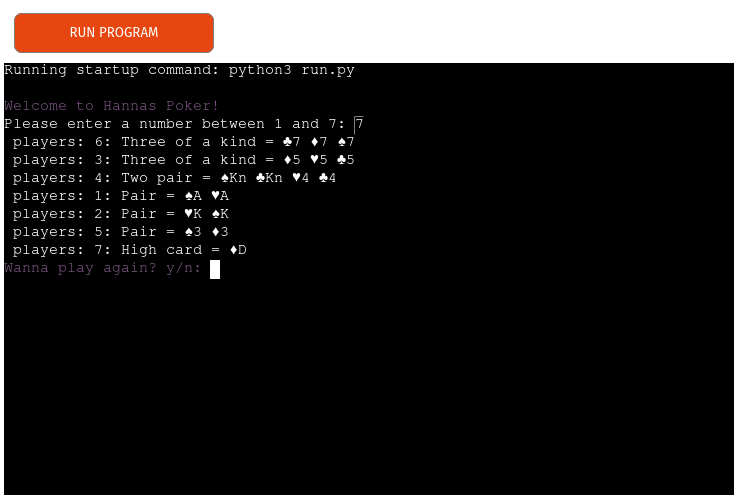 RUN PROGRAM
Running startup command: python3 run.py
Welcome to Hannas Poker!
Please enter a number between 1 and 7: 7
players: 6: Three of a kind = ♣7 ♦7 ♠7
players: 3: Three of a kind = ♦5 ♥5 ♣5
players: 4: Two pair = ♠Kn ♣Kn ♥4 ♣4
players: 1: Pair = ♠A ♥A
players: 2: Pair = ♥K ♠K
players: 5: Pair = ♠3 ♦3
players: 7: High card = ♦D
Wanna play again? y/n: